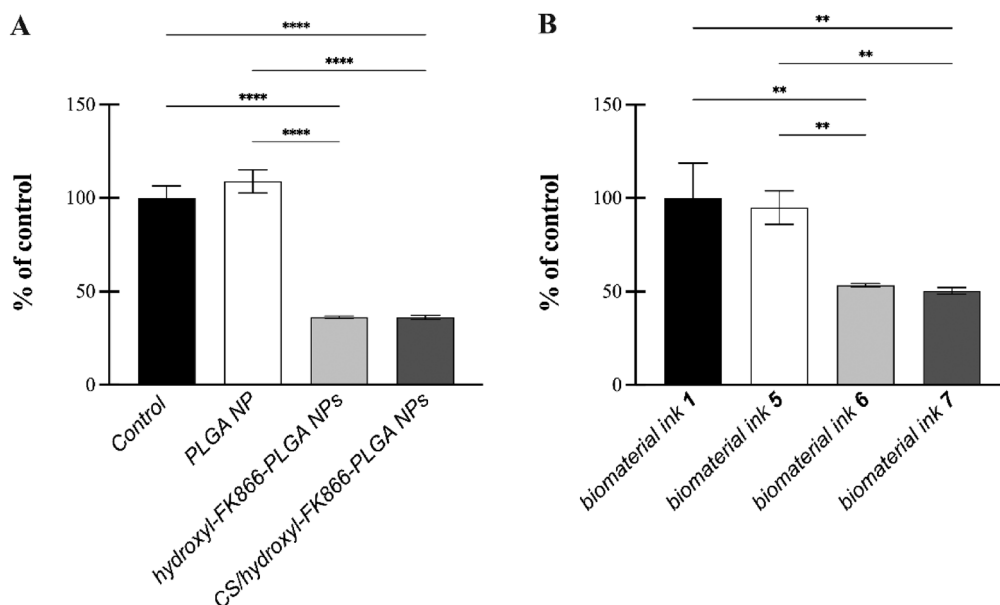 A
****
****
****
****
150
100
50
0
% of control
Control
PLGA NP
hydroxyl-FK866-PLGA NPs
CS/hydroxyl-FK866-PLGA NPs
B
**
**
**
**
150
100
50
0
% of control
biomaterial ink 1
biomaterial ink 5
biomaterial ink 6
biomaterial ink 7